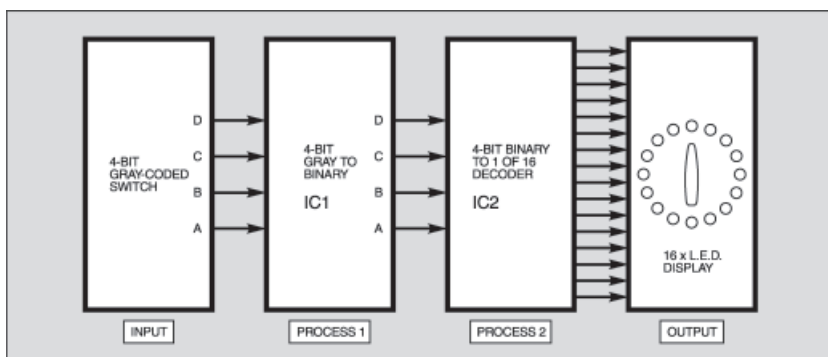 4-BIT
GRAY-CODED
SWITCH
D
C
B
A
INPUT
4-BIT
GRAY TO
BINARY
IC1
D
C
B
A
PROCESS 1
4-BIT BINARY
TO 1 OF 16
DECODER
IC2
PROCESS 2
16 x L.E.D.
DISPLAY
OUTPUT